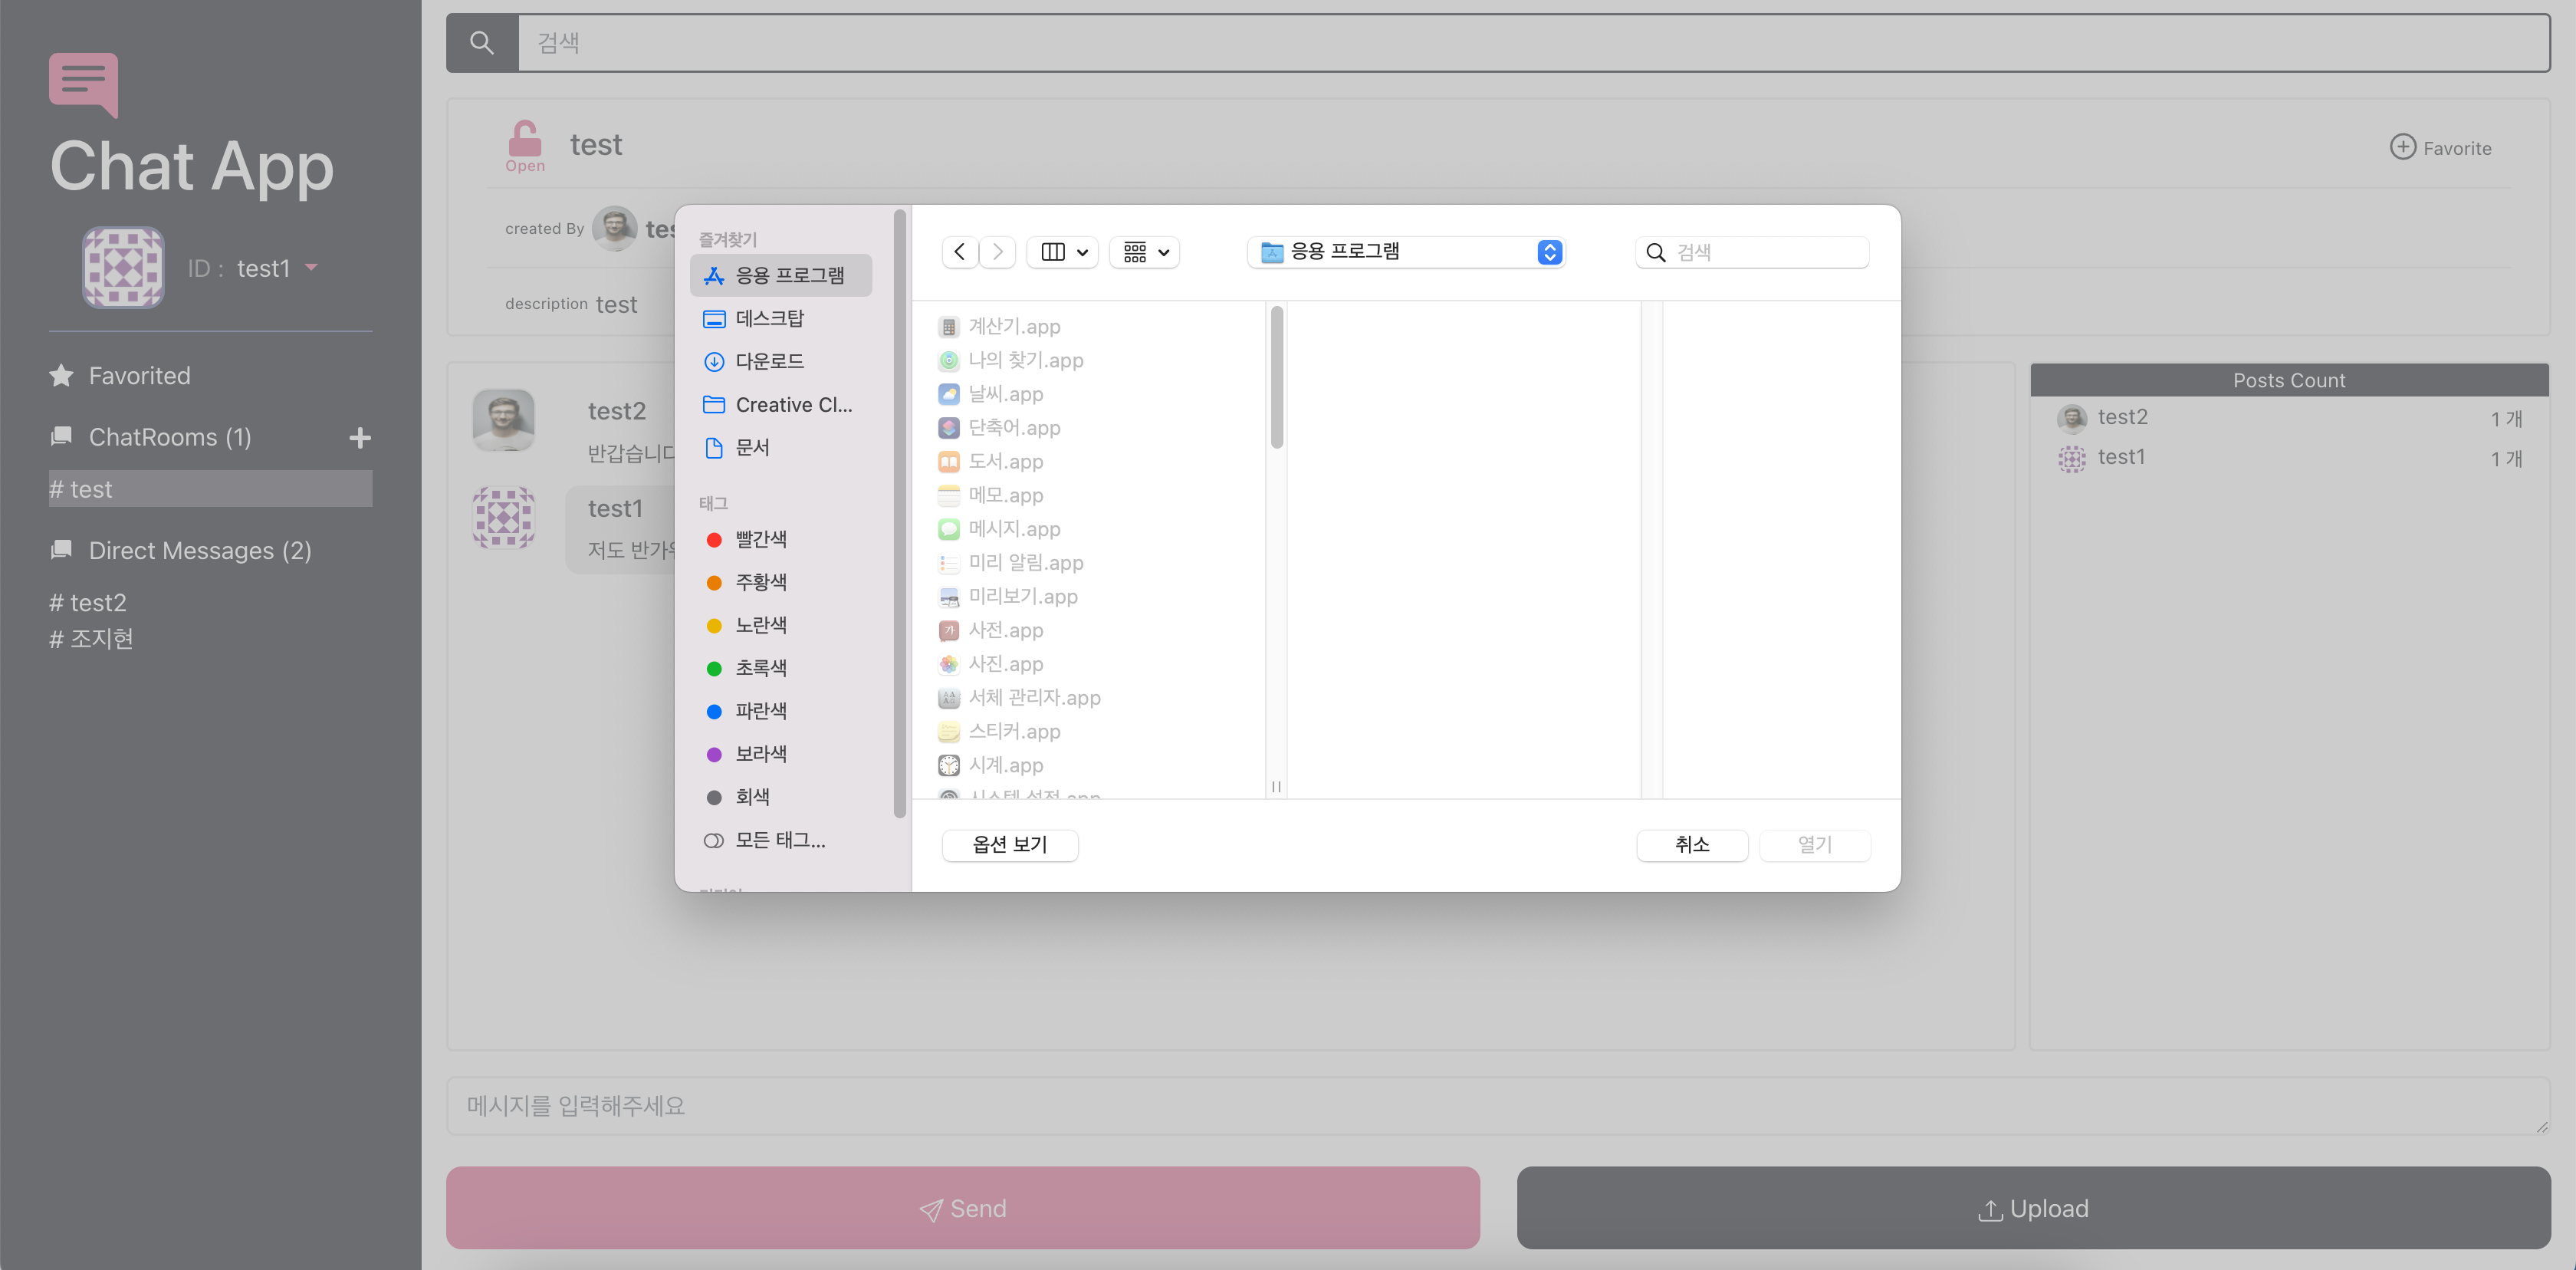 Chat App
ID : test1
Favorited
ChatRooms (1)
# test
Direct Messages (2)
# test2
# 조지현
검색
Open
test
Favorite
created By
description test
test2
반갑습니다
test1
저도
Posts Count
test2 1 개
test1 1 개
메시지를 입력해주세요
Send
Upload
즐겨찾기
응용 프로그램
데스크탑
다운로드
Creative Cl...
문서
태그
빨간색
주황색
노란색
초록색
파란색
보라색
회색
모든 태그...
응용 프로그램
검색
계산기.app
나의 찾기.app
날씨.app
단축어.app
도서.app
메모.app
메시지.app
미리 알림.app
미리보기.app
사전.app
사진.app
서체 관리자.app
스티커.app
시계.app
시스템 설정.app
옵션 보기
취소
열기